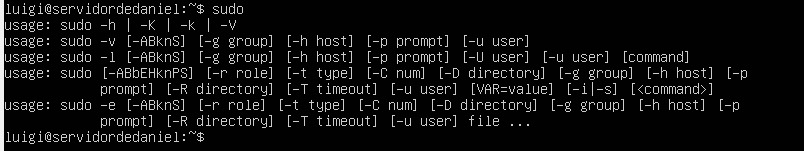 luigi@servidordedaniel:~$ sudo
usage: sudo -h | -K | -k | -V
usage: sudo -v [-ABknS] [-g group] [-h host] [-p prompt] [-u user]
usage: sudo -l [-ABknS] [-g group] [-h host] [-p prompt] [-U user] [-u user] [command]
usage: sudo [-ABbEHknPS] [-r role] [-t type] [-C num] [-D directory] [-g group] [-h host] [-p
prompt] [-R directory] [-T timeout] [-u user] [VAR=value] [-i|-s] [<command>]
usage: sudo -e [-ABknS] [-r role] [-t type] [-C num] [-D directory] [-g group] [-h host] [-p
prompt] [-R directory] [-T timeout] [-u user] file ...
luigi@servidordedaniel:~$